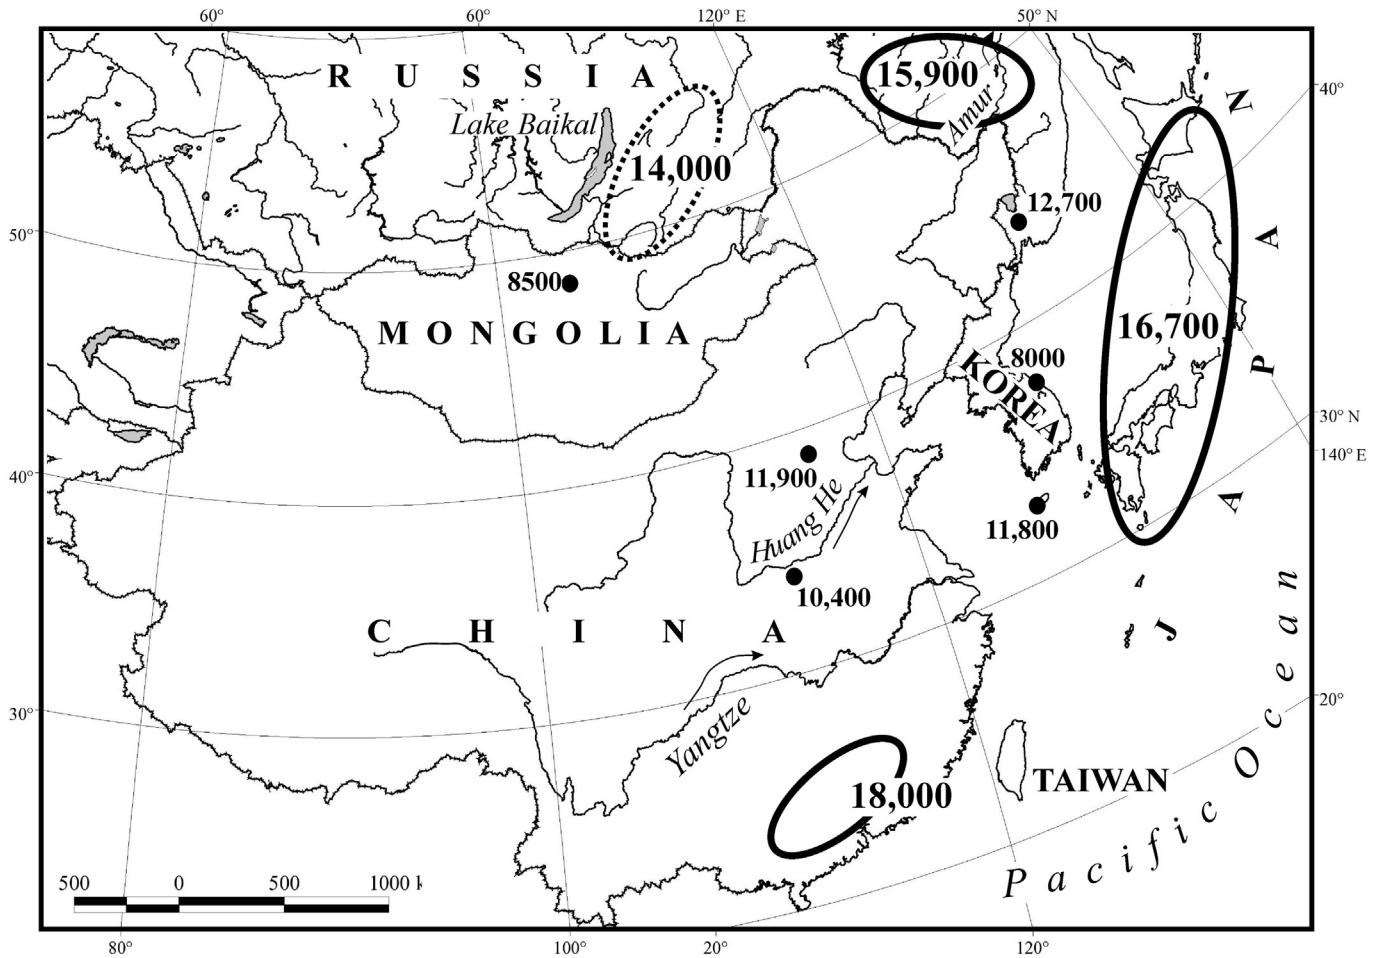 60° 60° 120° E 50° N
R U S S I A
15,900
40°
Amur
Lake Baikal
14,000
12,700
50°
8500
MONGOLIA
16,700
8000
KOREA
JAPAN
30° N
140° E
11,900
40°
Huang He
11,800
10,400
C H I N A
30°
Yangtze
20°
18,000
TAIWAN
Pacific Ocean
500 0 500 1000
80° 100° 20° 120°